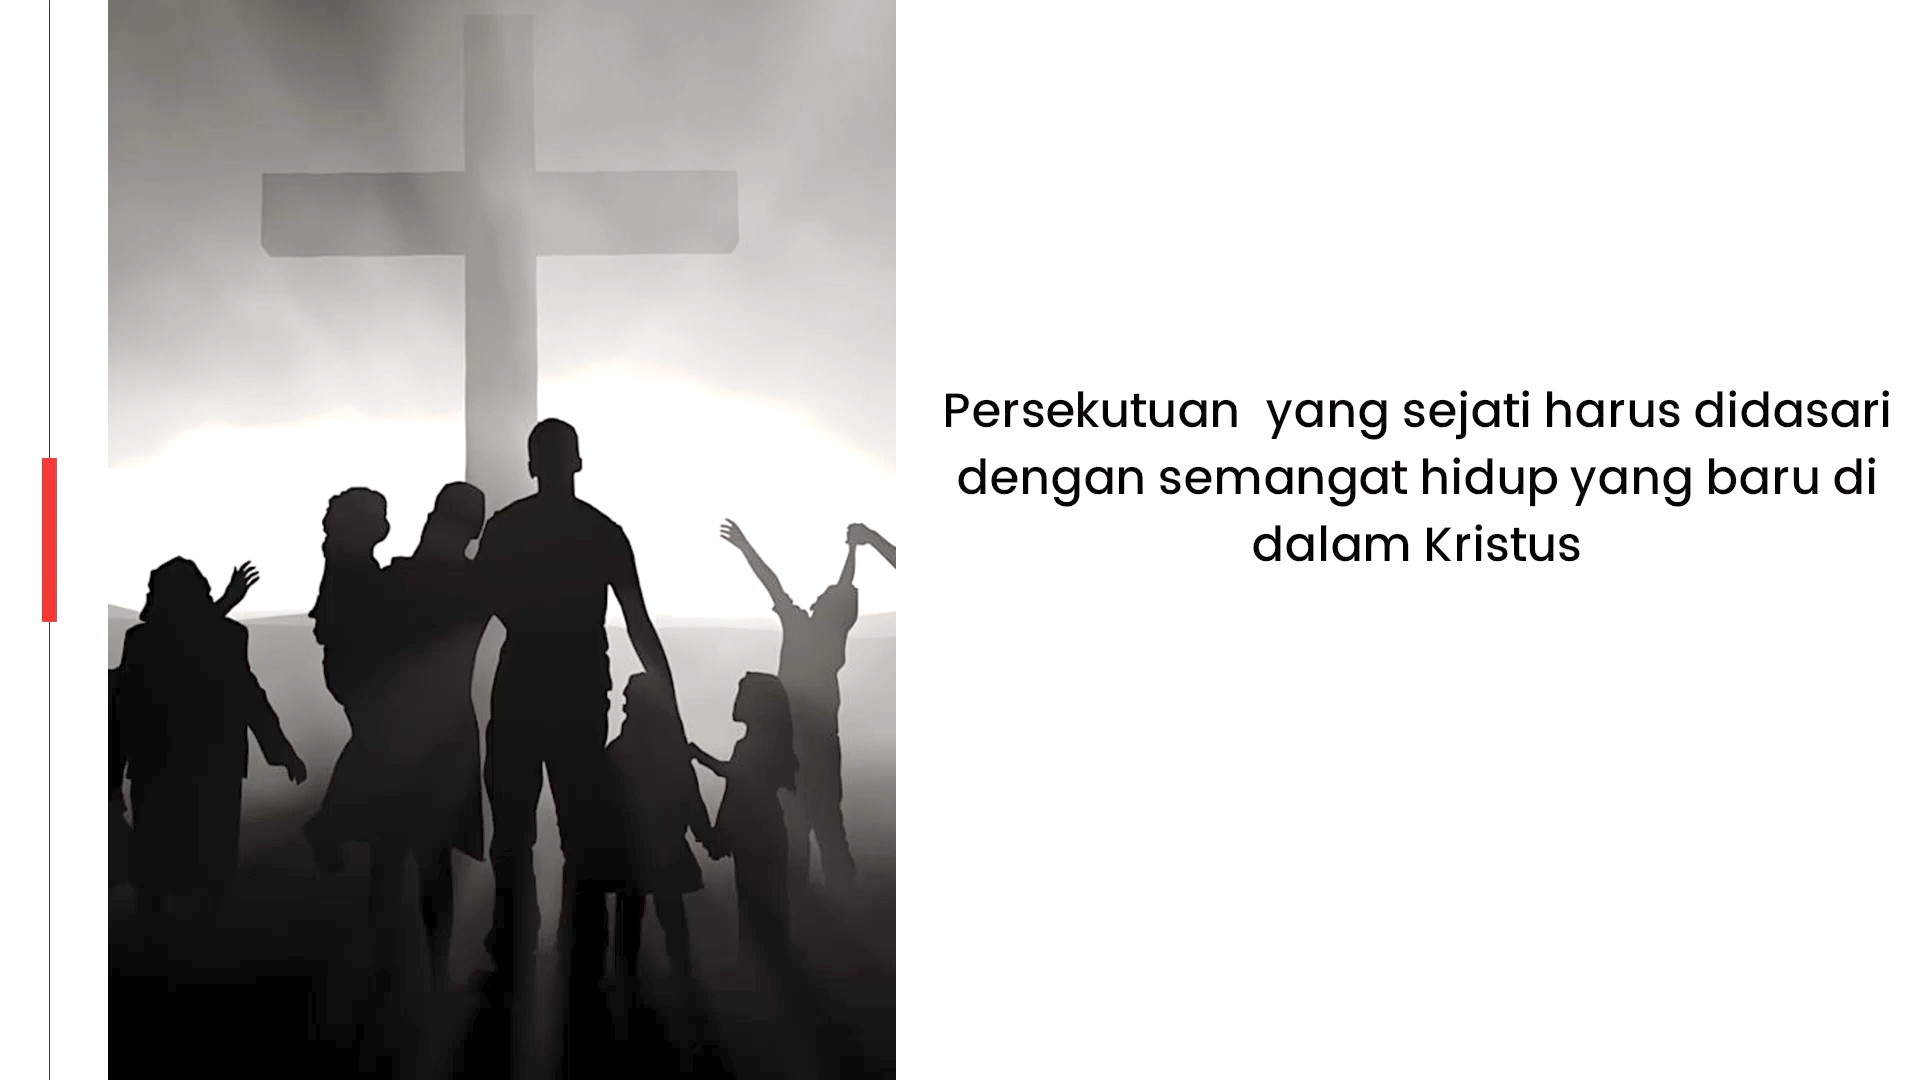 Persekutuan  yang sejati harus didasari
dengan semangat hidup yang baru di
dalam Kristus